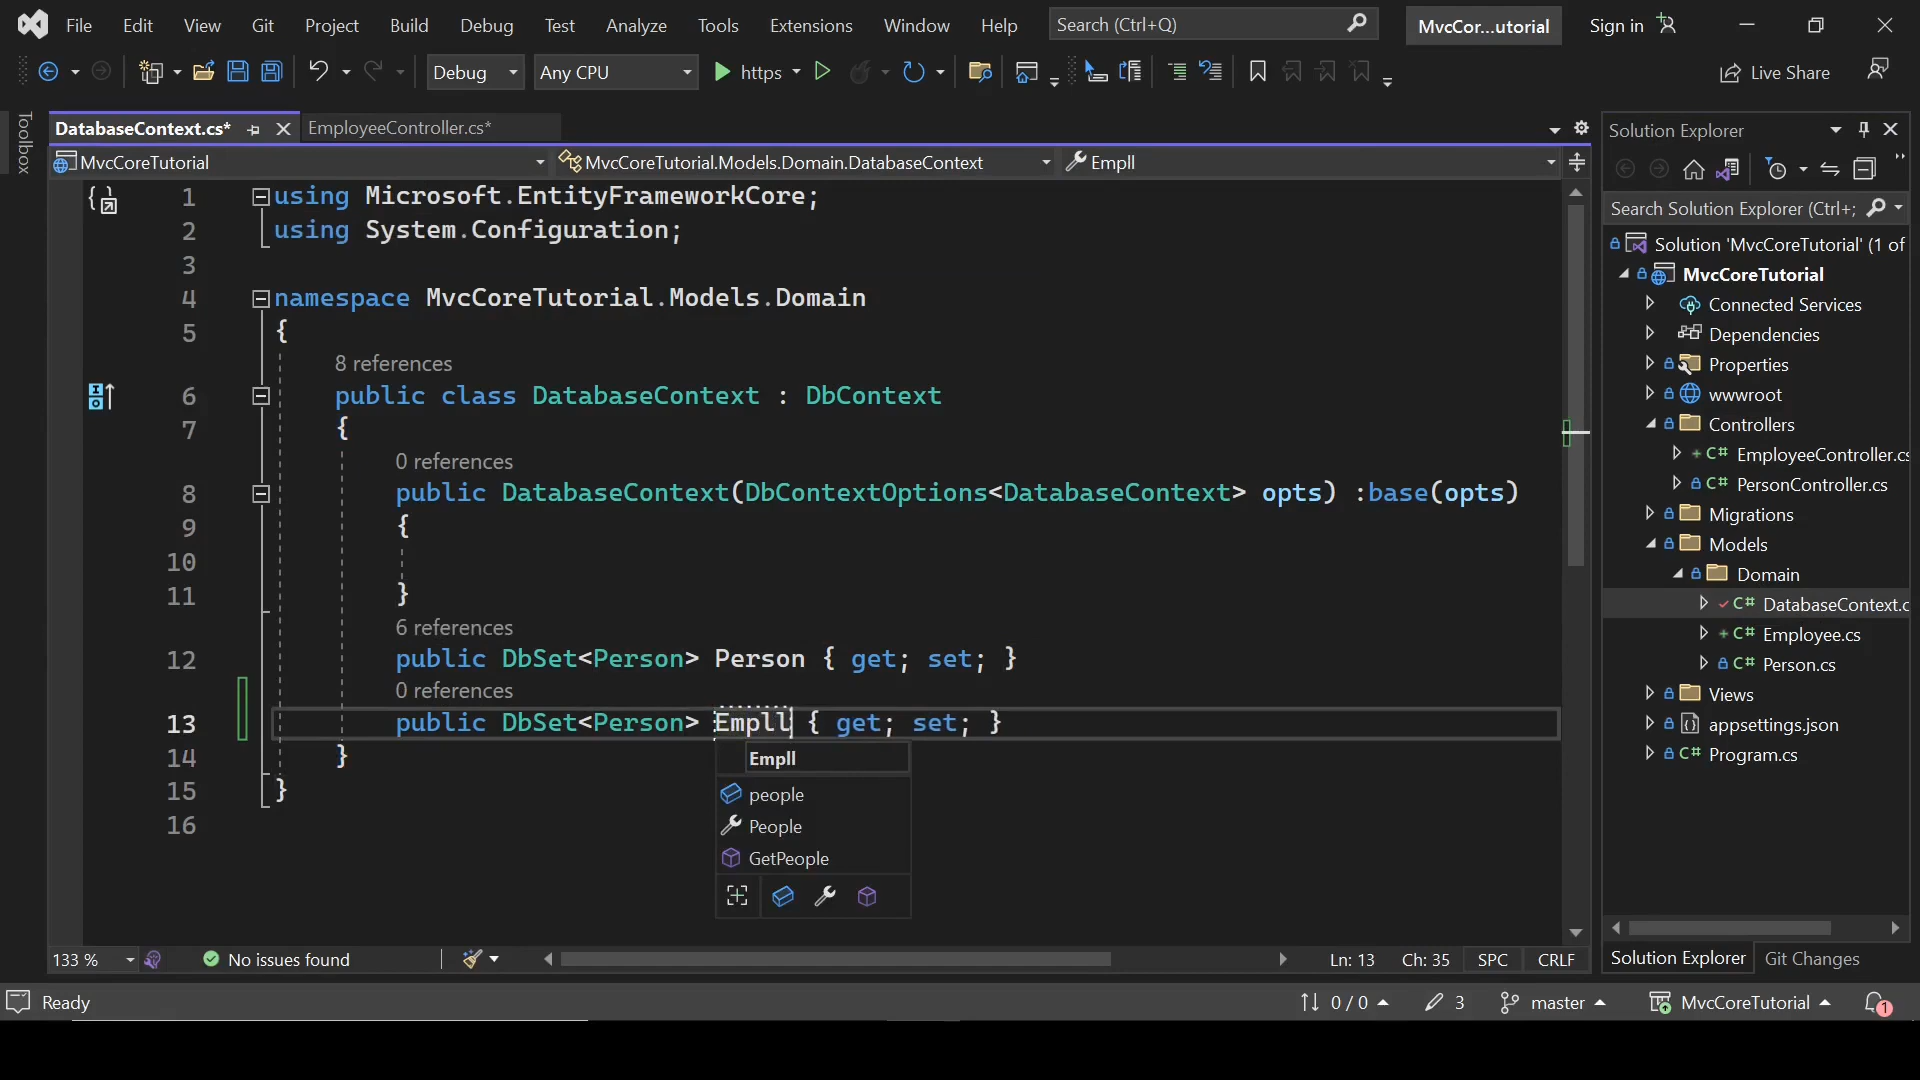 File Edit View Git Project Build Debug Test Analyze Tools Extensions Window Help Search (Ctrl+Q) MvcCor...utorial Sign in
Debug Any CPU https Live Share
Toolbox
DatabaseContext.cs* EmployeeController.cs*
MvcCoreTutorial MvcCoreTutorial.Models.Domain.DatabaseContext Empll
1 using Microsoft.EntityFrameworkCore;
2 using System.Configuration;
3
4 namespace MvcCoreTutorial.Models.Domain
5 {
8 references
6 public class DatabaseContext : DbContext
7 {
0 references
8 public DatabaseContext(DbContextOptions<DatabaseContext> opts) :base(opts)
9 {
10
11 }
6 references
12 public DbSet<Person> Person { get; set; }
0 references
13 public DbSet<Person> Empll { get; set; }
14 }
15 }
16
Empll
people
People
GetPeople
133 % No issues found Ln: 13 Ch: 35 SPC CRLF
Solution Explorer
Search Solution Explorer (Ctrl+;
Solution 'MvcCoreTutorial' (1 of
MvcCoreTutorial
Connected Services
Dependencies
Properties
wwwroot
Controllers
C# EmployeeController.cs
C# PersonController.cs
Migrations
Models
Domain
C# DatabaseContext.c
C# Employee.cs
C# Person.cs
Views
appsettings.json
C# Program.cs
Solution Explorer Git Changes
Ready 0 / 0 3 master MvcCoreTutorial 1